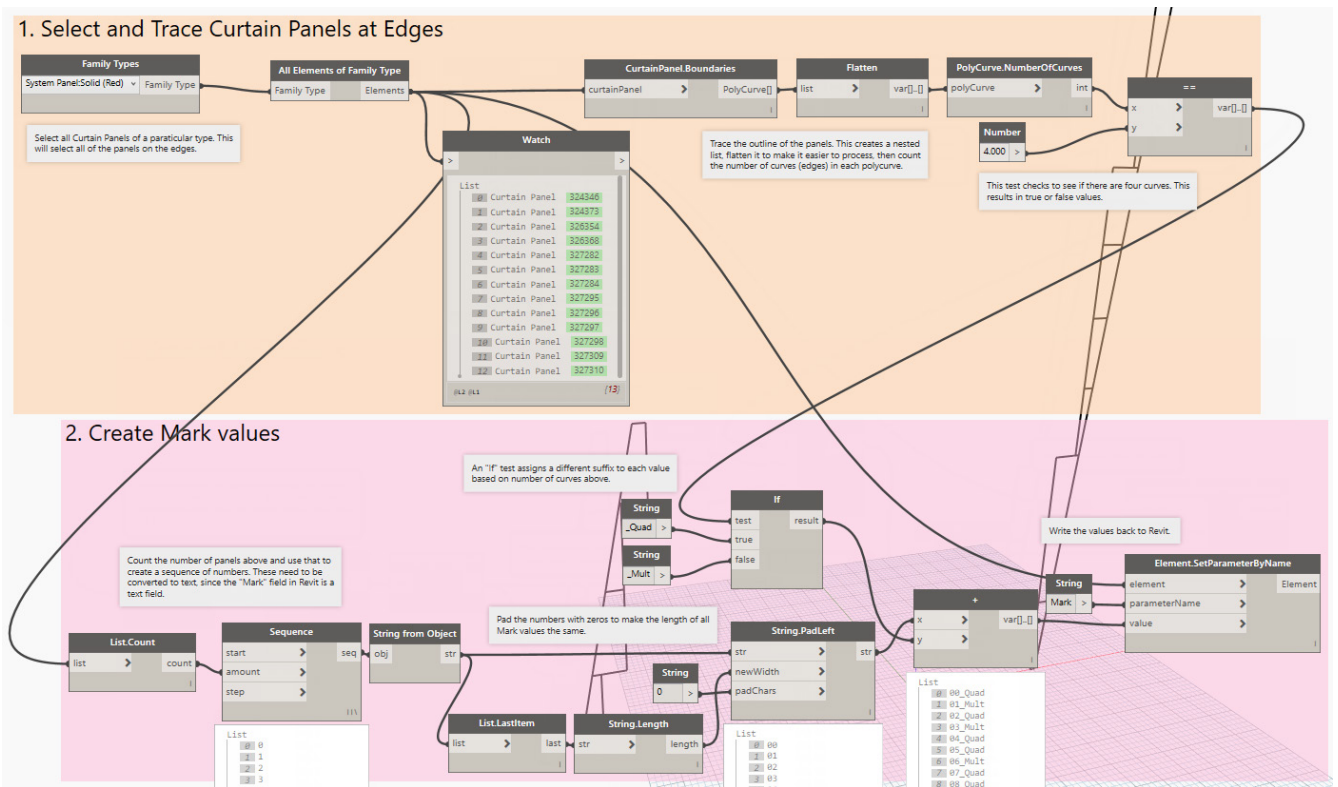 1. Select and Trace Curtain Panels at Edges
Family Types
System Panel:Solid (Red)
Family Type
Select all Curtain Panels of a paraticular type. This
will select all of the panels on the edges.
All Elements of Family Type
Family Type
Elements
Watch
>
>
List
0 Curtain Panel 324346
1 Curtain Panel 324373
2 Curtain Panel 326354
3 Curtain Panel 326368
4 Curtain Panel 327282
5 Curtain Panel 327283
6 Curtain Panel 327284
7 Curtain Panel 327295
8 Curtain Panel 327296
9 Curtain Panel 327297
10 Curtain Panel 327298
11 Curtain Panel 327309
12 Curtain Panel 327310
@L2 @L1
{13}
CurtainPanel.Boundaries
curtainPanel >
PolyCurve[]
Flatten
list >
var[]..[]
Trace the outline of the panels. This creates a nested
list, flatten it to make it easier to process, then count
the number of curves (edges) in each polycurve.
PolyCurve.NumberOfCurves
polyCurve >
int
Number
4.000 >
==
x >
var[]..[]
y >
This test checks to see if there are four curves. This
results in true or false values.
2. Create Mark values
An "If" test assigns a different suffix to each value
based on number of curves above.
String
_Quad >
String
_Mult >
If
test
result
true
false
Write the values back to Revit.
Count the number of panels above and use that to
create a sequence of numbers. These need to be
converted to text, since the "Mark" field in Revit is a
text field.
List.Count
list >
count
Sequence
start >
seq
amount >
step >
List
0 0
1 1
2 2
3 3
String from Object
obj
str
Pad the numbers with zeros to make the length of all
Mark values the same.
List.LastItem
list >
last
String.Length
str >
length
String
0 >
String.PadLeft
str >
str
newWidth >
padChars >
List
0 00
1 01
2 02
3 03
+
x >
var[]..[]
y >
List
0 00_Quad
1 01_Mult
2 02_Quad
3 03_Mult
4 04_Quad
5 05_Quad
6 06_Mult
7 07_Quad
8 08_Quad
String
Mark >
Element.SetParameterByName
element >
Element
parameterName >
value >